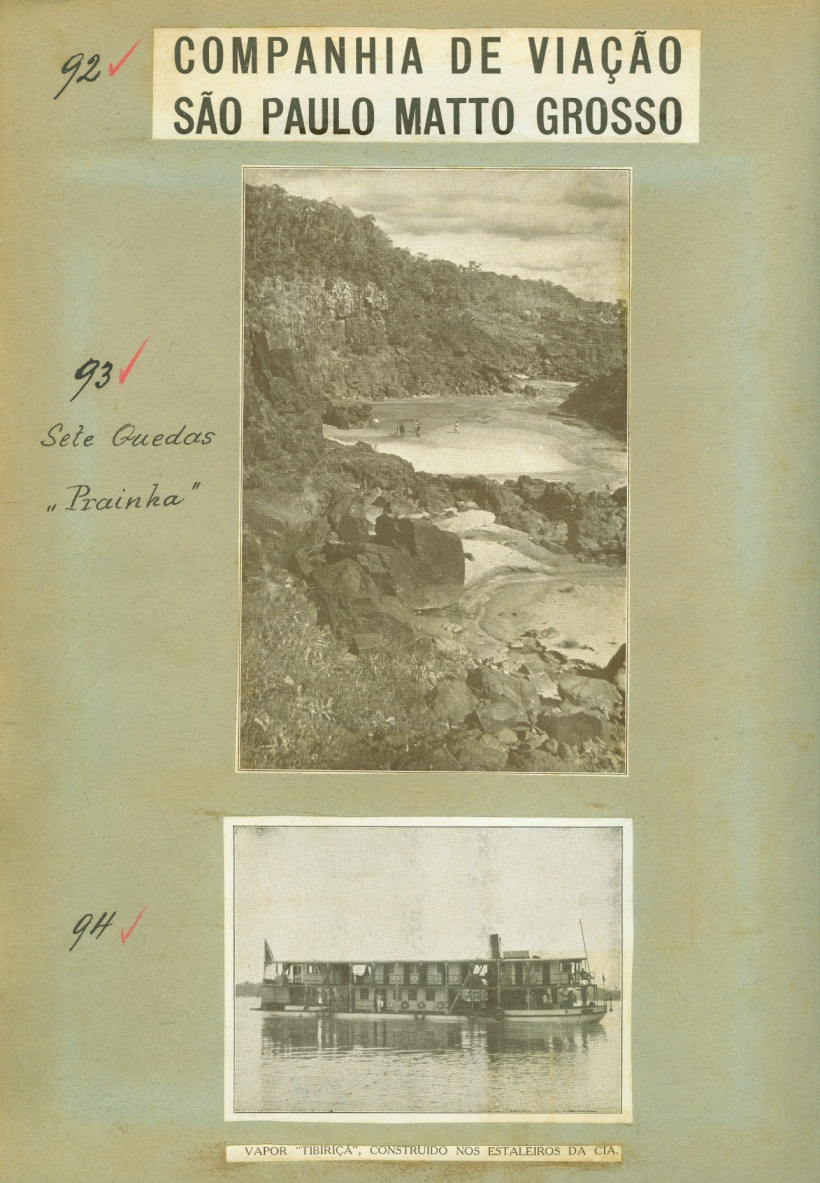 92
COMPANHIA DE VIAÇÃO
SÃO PAULO MATTO GROSSO
93
Sete Quedas
„Prainha”
94
VAPOR “TIBIRIÇÁ”, CONSTRUIDO NOS ESTALEIROS DA CIA.